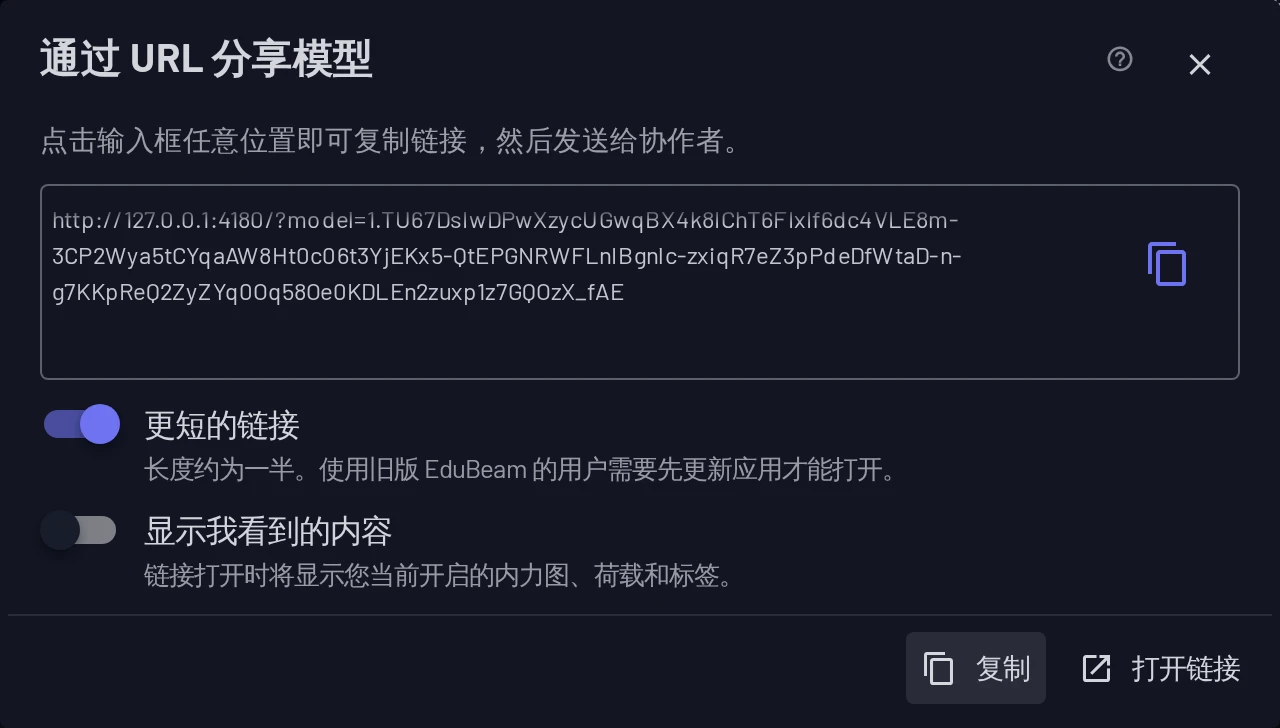 通过 URL 分享模型
点击输入框任意位置即可复制链接，然后发送给协作者。
http://127.0.0.1:4180/?model=1.TU67DsIwDPwXzycUGwqBX4k8IChT6FIxIf6dc4VLE8m-
3CP2Wya5tCYqaAW8Ht0c06t3YjEKx5-QtEPGNRWFLnIBgnIc-zxiqR7eZ3pPdeDfWtaD-n-
g7KKpReQ2ZyZYq0Oq58Oe0KDLEn2zuxp1z7GQOzX_fAE
更短的链接
长度约为一半。使用旧版 EduBeam 的用户需要先更新应用才能打开。
显示我看到的内容
链接打开时将显示您当前开启的内力图、荷载和标签。
复制
打开链接